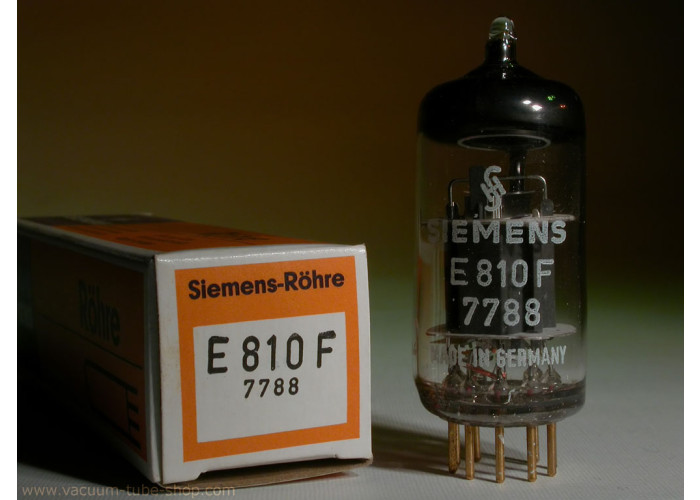 Siemens-Röhre
E 810 F
7788
Röhre
SIEMENS
E 810 F
7788
MADE IN GERMANY
www.vacuum-tube-shop.com